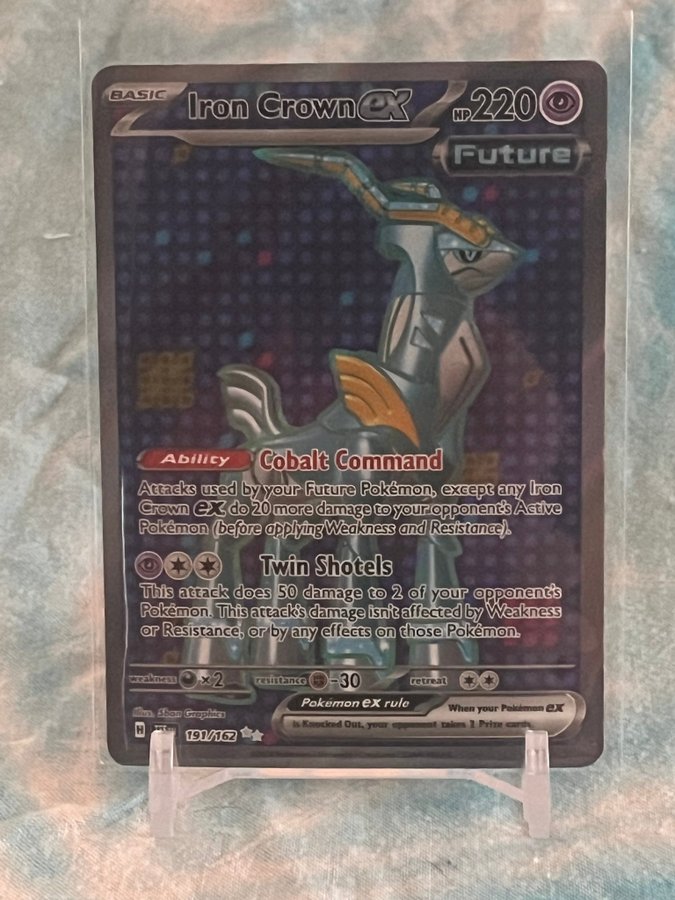 BASIC
Iron Crown ex HP 220
Future
Ability Cobalt Command
Attacks used by your Future Pokémon, except any Iron
Crown ex do 20 more damage to your opponent's Active
Pokémon (before applying Weakness and Resistance).
Twin Shotels
This attack does 50 damage to 2 of your opponent's
Pokémon. This attack's damage isn't affected by Weakness
or Resistance, or by any effects on those Pokémon.
weakness ×2 resistance -30 retreat
Illus. Shan Graphics
Pokémon ex rule When your Pokémon ex
is Knocked Out, your opponent takes Prize cards
H 191/162